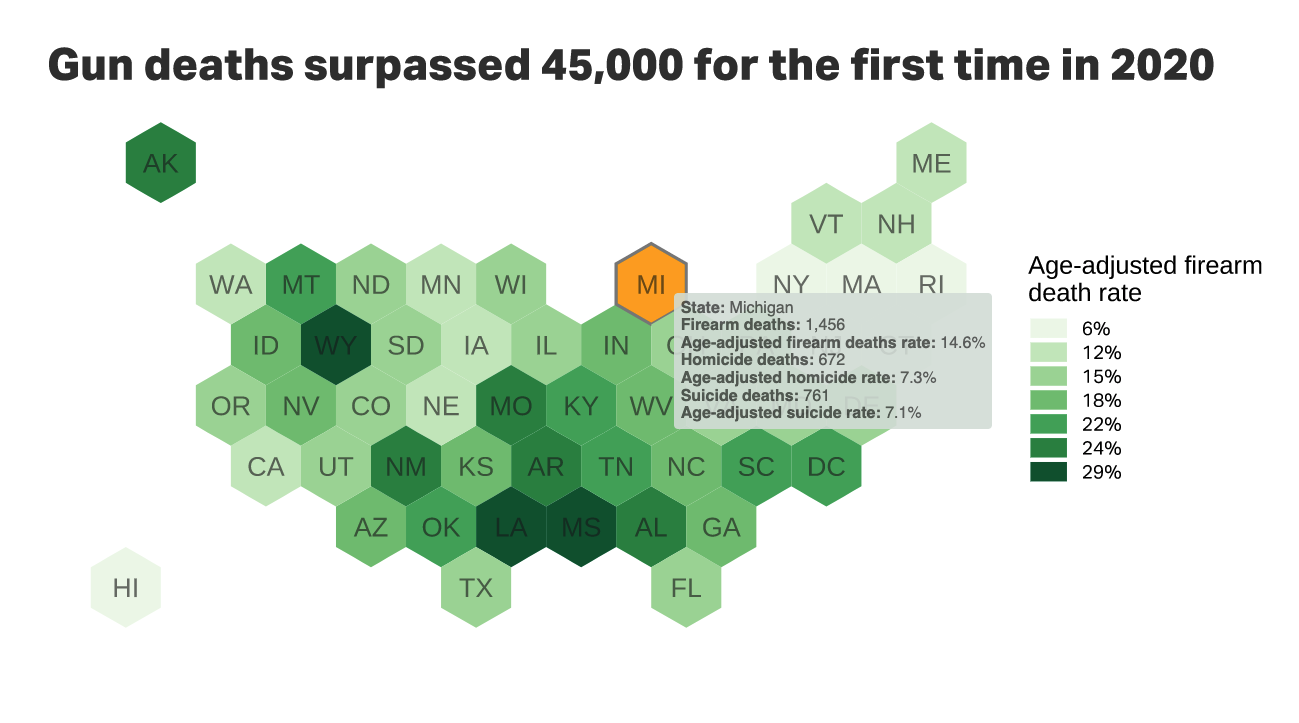 Gun deaths surpassed 45,000 for the first time in 2020
AK
ME
VT
NH
WA
MT
ND
MN
WI
MI
NY
MA
RI
Age-adjusted firearm
death rate
State: Michigan
Firearm deaths: 1,456
Age-adjusted firearm deaths rate: 14.6%
Homicide deaths: 672
Age-adjusted homicide rate: 7.3%
Suicide deaths: 761
Age-adjusted suicide rate: 7.1%
6%
12%
15%
18%
22%
24%
29%
ID
WY
SD
IA
IL
IN
OR
NV
CO
NE
MO
KY
WV
DE
CA
UT
NM
KS
AR
TN
NC
SC
DC
AZ
OK
LA
MS
AL
GA
HI
TX
FL